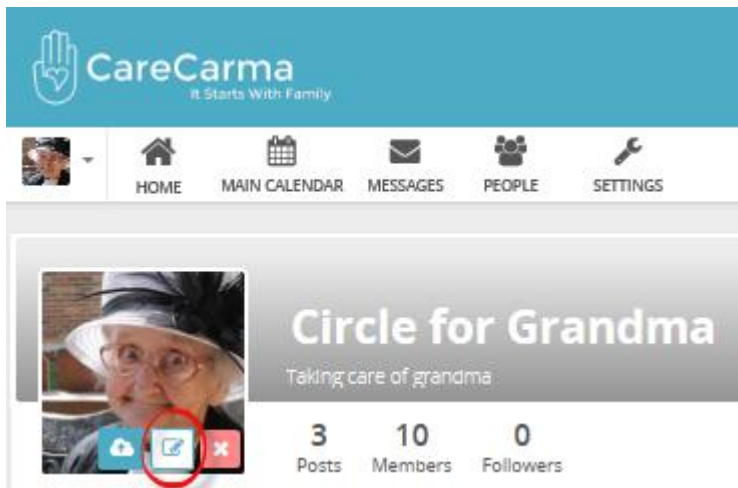 CareCarma
It Starts With Family
HOME MAIN CALENDAR MESSAGES PEOPLE SETTINGS
Circle for Grandma
Taking care of grandma
3 10 0
Posts Members Followers